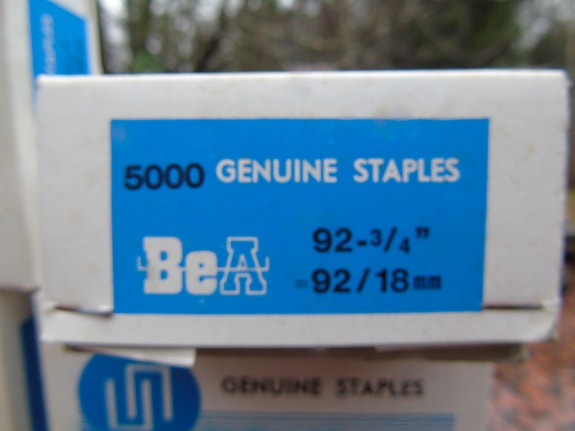 5000 GENUINE STAPLES
BeA
92-3/4"
=92/18mm
GENUINE STAPLES